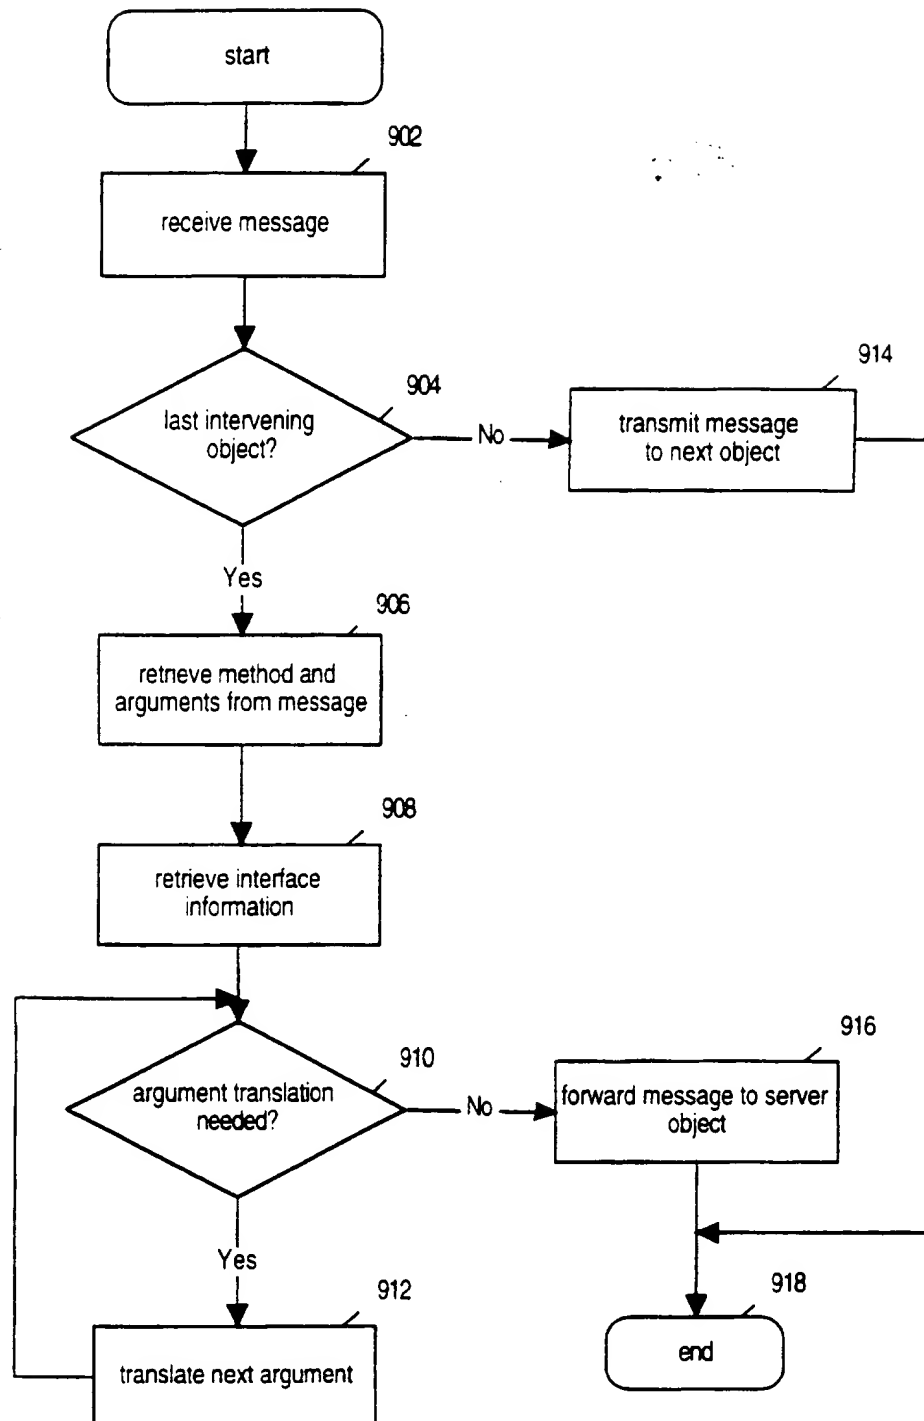 start
902
receive message
904
last intervening
object?
No
914
transmit message
to next object
Yes
906
retrieve method and
arguments from message
908
retrieve interface
information
910
argument translation
needed?
No
916
forward message to server
object
Yes
912
translate next argument
918
end